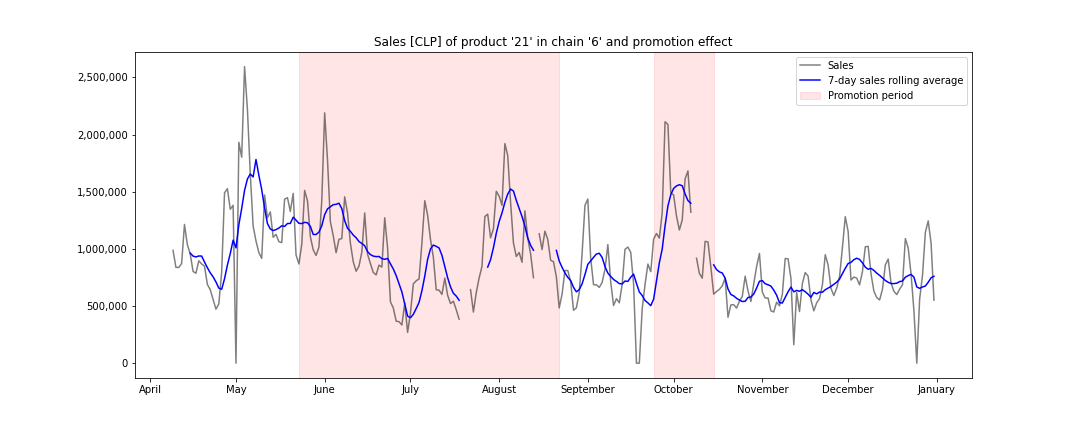 Sales [CLP] of product '21' in chain '6' and promotion effect
Sales
7-day sales rolling average
Promotion period
2,500,000
2,000,000
1,500,000
1,000,000
500,000
0
April May June July August September October November December January